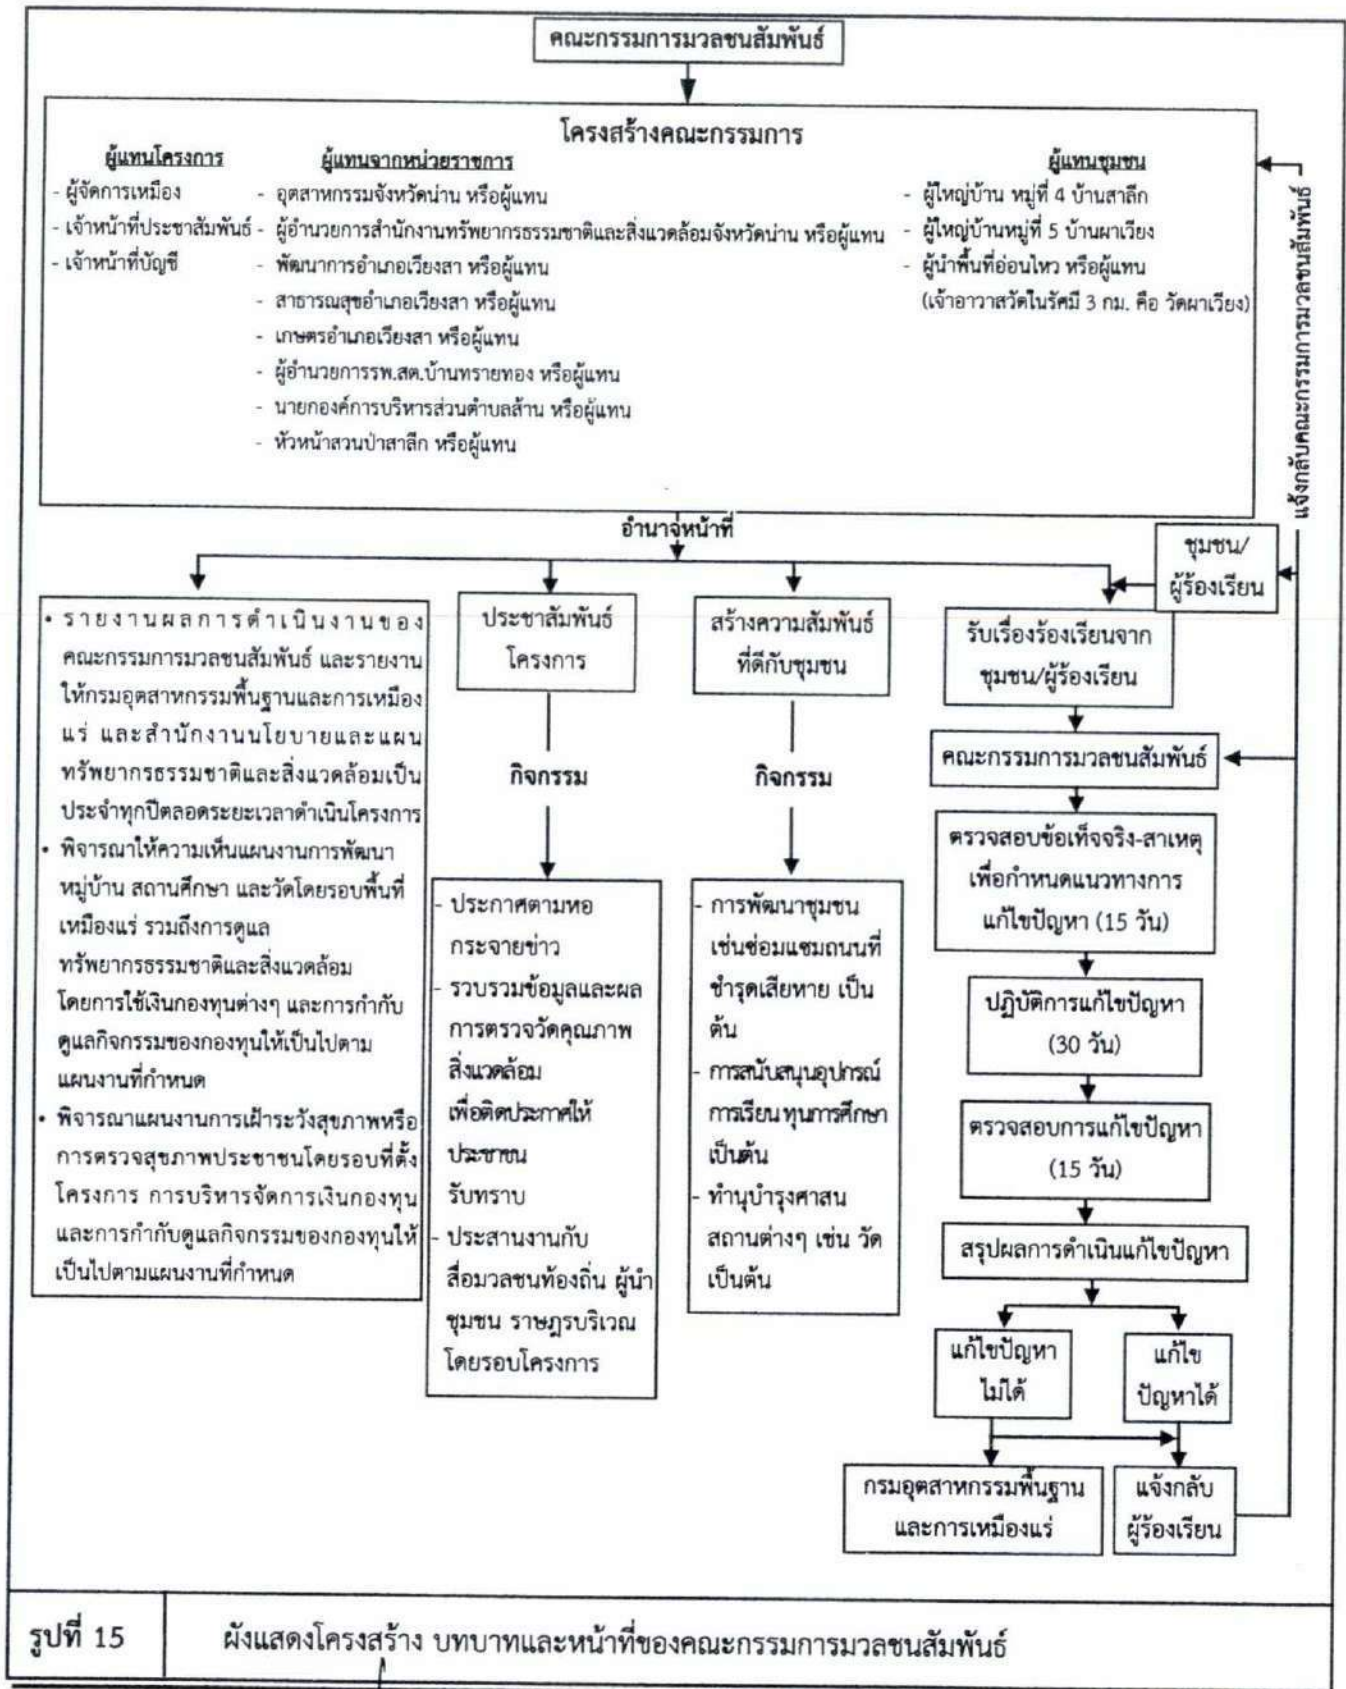 คณะกรรมการมวลชนสัมพันธ์
โครงสร้างคณะกรรมการ
ผู้แทนโครงการ
- ผู้จัดการเหมือง
- เจ้าหน้าที่ประชาสัมพันธ์
- เจ้าหน้าที่บัญชี
ผู้แทนจากหน่วยราชการ
- อุตสาหกรรมจังหวัดน่าน หรือผู้แทน
- ผู้อำนวยการสำนักงานทรัพยากรธรรมชาติและสิ่งแวดล้อมจังหวัดน่าน หรือผู้แทน
- พัฒนาการอำเภอเวียงสา หรือผู้แทน
- สาธารณสุขอำเภอเวียงสา หรือผู้แทน
- เกษตรอำเภอเวียงสา หรือผู้แทน
- ผู้อำนวยการรพ.สต.บ้านทรายทอง หรือผู้แทน
- นายกองค์การบริหารส่วนตำบลส้าน หรือผู้แทน
- หัวหน้าสวนป่าสาลีก หรือผู้แทน
ผู้แทนชุมชน
- ผู้ใหญ่บ้าน หมู่ที่ 4 บ้านสาลีก
- ผู้ใหญ่บ้านหมู่ที่ 5 บ้านผาเวียง
- ผู้นำพื้นที่อ่อนไหว หรือผู้แทน
(เจ้าอาวาสวัดในรัศมี 3 กม. คือ วัดผาเวียง)
แจ้งกลับคณะกรรมการมวลชนสัมพันธ์
อำนาจหน้าที่
ชุมชน/
ผู้ร้องเรียน
• รายงานผลการดำเนินงานของ
คณะกรรมการมวลชนสัมพันธ์ และรายงาน
ให้กรมอุตสาหกรรมพื้นฐานและการเหมือง
แร่ และสำนักงานนโยบายและแผน
ทรัพยากรธรรมชาติและสิ่งแวดล้อมเป็น
ประจำทุกปีตลอดระยะเวลาดำเนินโครงการ
• พิจารณาให้ความเห็นแผนงานการพัฒนา
หมู่บ้าน สถานศึกษา และวัดโดยรอบพื้นที่
เหมืองแร่ รวมถึงการดูแล
ทรัพยากรธรรมชาติและสิ่งแวดล้อม
โดยการใช้เงินกองทุนต่างๆ และการกำกับ
ดูแลกิจกรรมของกองทุนให้เป็นไปตาม
แผนงานที่กำหนด
• พิจารณาแผนงานการเฝ้าระวังสุขภาพหรือ
การตรวจสุขภาพประชาชนโดยรอบที่ตั้ง
โครงการ การบริหารจัดการเงินกองทุน
และการกำกับดูแลกิจกรรมของกองทุนให้
เป็นไปตามแผนงานที่กำหนด
ประชาสัมพันธ์
โครงการ
กิจกรรม
- ประกาศตามหอ
กระจายข่าว
- รวบรวมข้อมูลและผล
การตรวจวัดคุณภาพ
สิ่งแวดล้อม
เพื่อติดประกาศให้
ประชาชน
รับทราบ
- ประสานงานกับ
สื่อมวลชนท้องถิ่น ผู้นำ
ชุมชน ราษฎรบริเวณ
โดยรอบโครงการ
สร้างความสัมพันธ์
ที่ดีกับชุมชน
กิจกรรม
- การพัฒนาชุมชน
เช่นซ่อมแซมถนนที่
ชำรุดเสียหาย เป็น
ต้น
- การสนับสนุนอุปกรณ์
การเรียน ทุนการศึกษา
เป็นต้น
- ทำนุบำรุงศาสน
สถานต่างๆ เช่น วัด
เป็นต้น
รับเรื่องร้องเรียนจาก
ชุมชน/ผู้ร้องเรียน
คณะกรรมการมวลชนสัมพันธ์
ตรวจสอบข้อเท็จจริง-สาเหตุ
เพื่อกำหนดแนวทางการ
แก้ไขปัญหา (15 วัน)
ปฏิบัติการแก้ไขปัญหา
(30 วัน)
ตรวจสอบการแก้ไขปัญหา
(15 วัน)
สรุปผลการดำเนินแก้ไขปัญหา
แก้ไขปัญหา
ไม่ได้
แก้ไข
ปัญหาได้
กรมอุตสาหกรรมพื้นฐาน
และการเหมืองแร่
แจ้งกลับ
ผู้ร้องเรียน
รูปที่ 15
ผังแสดงโครงสร้าง บทบาทและหน้าที่ของคณะกรรมการมวลชนสัมพันธ์